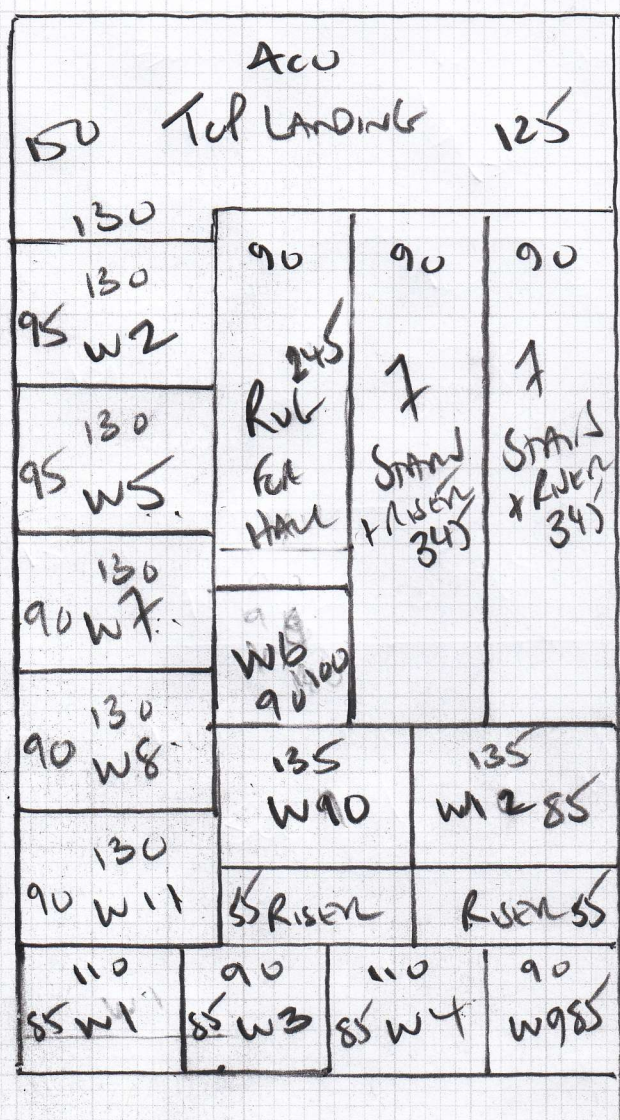 ACO
150 TOP LANDING 125
130
130
95 W2
130
95 W5
130
90 W7
130
90 W8
130
90 W11
90
245
RUG
FOR
HALL
W6 100
90
90
7
STAIRS
+ RISER
345
90
7
STAIRS
+ RISER
345
135
W90
135
W12 85
55 RISER
RISER 55
110
85 W1
90
85 W3
110
85 W4
90
W9 85